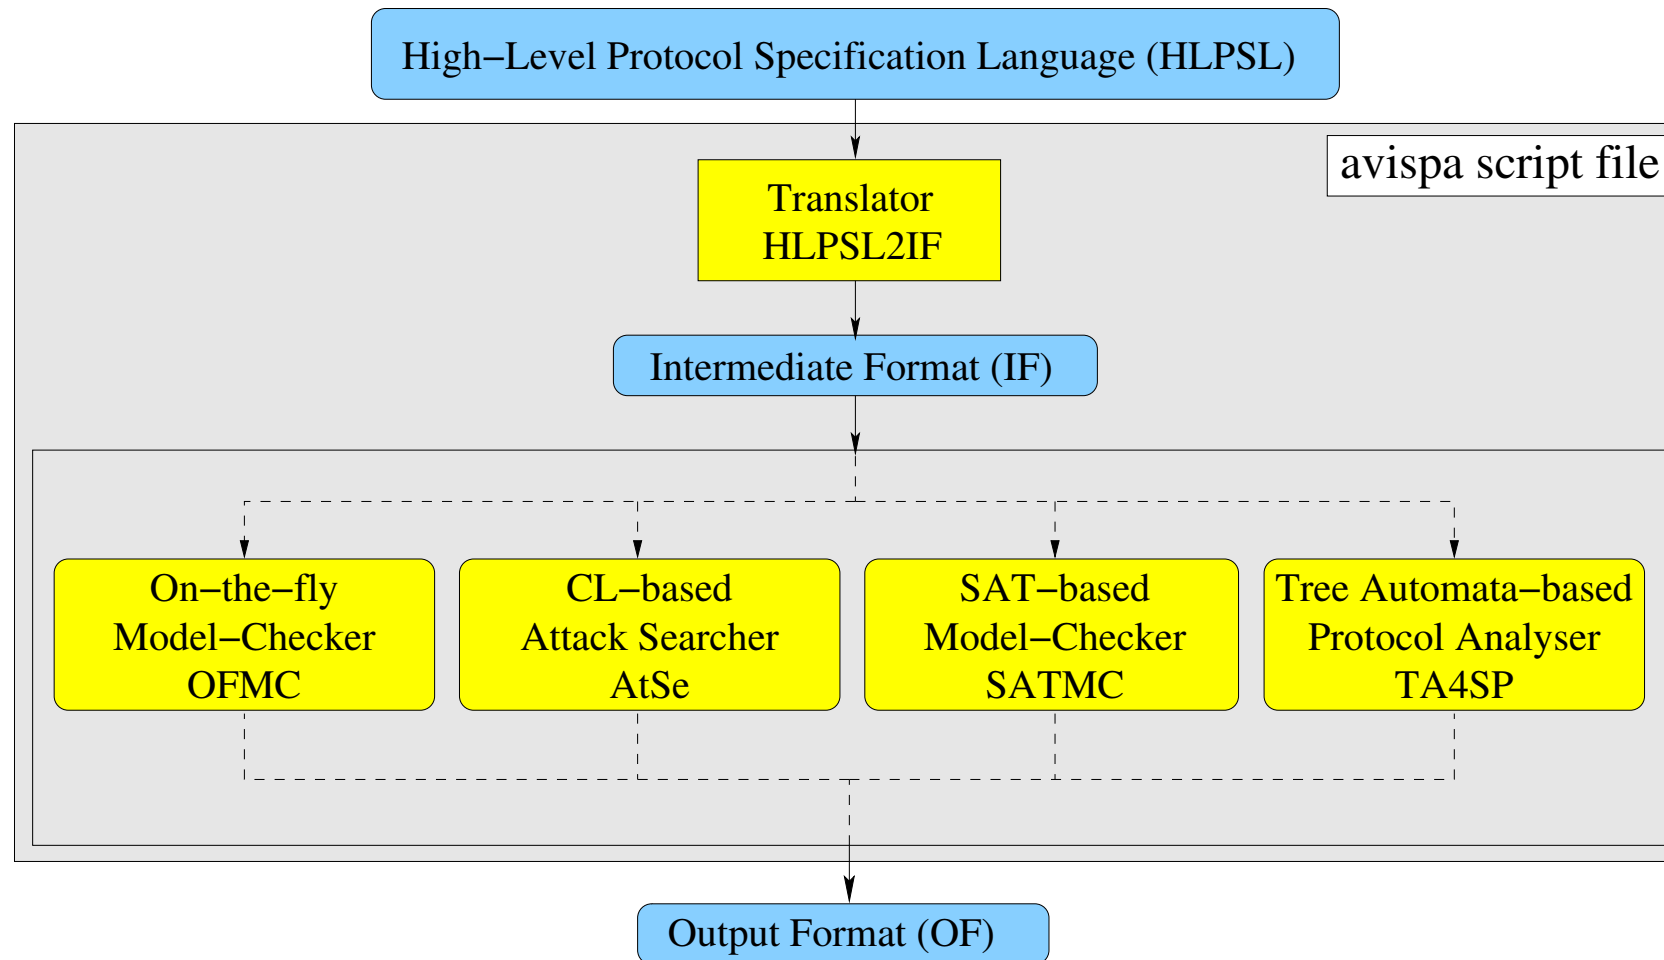 High−Level Protocol Specification Language (HLPSL)
avispa script file
Translator
HLPSL2IF
Intermediate Format (IF)
On−the−fly
Model−Checker
OFMC
CL−based
Attack Searcher
AtSe
SAT−based
Model−Checker
SATMC
Tree Automata−based
Protocol Analyser
TA4SP
Output Format (OF)